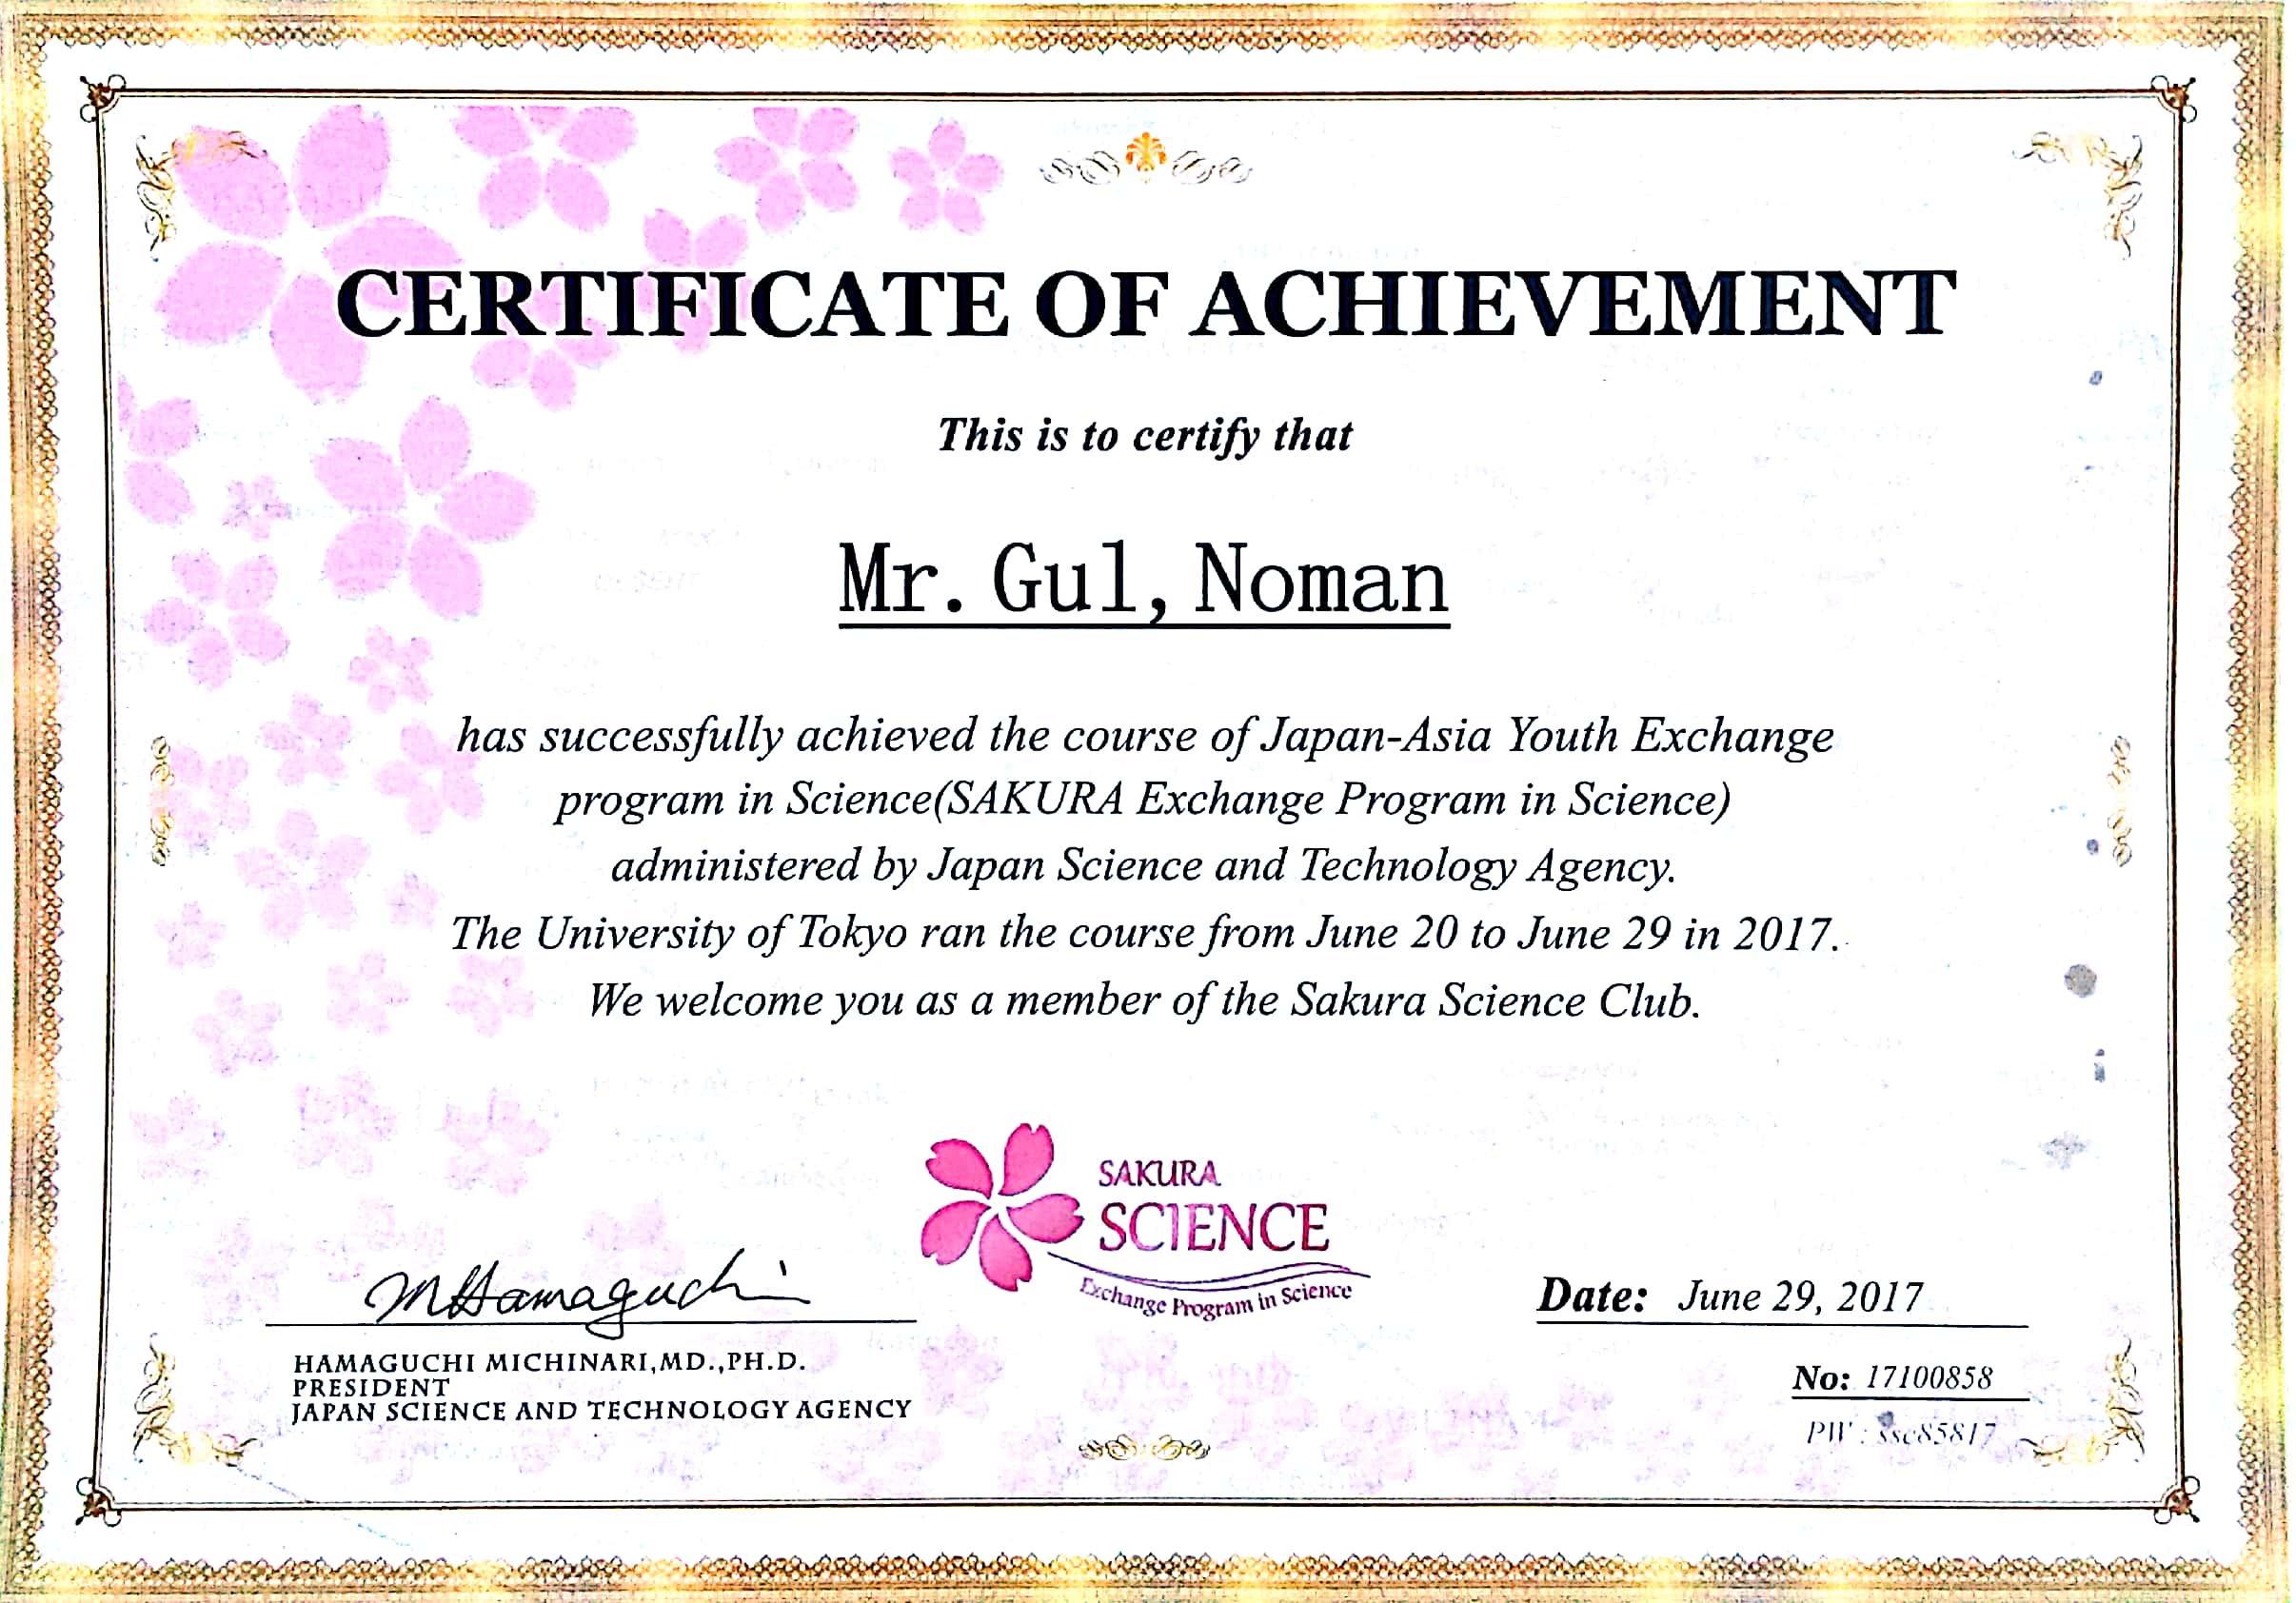 CERTIFICATE OF ACHIEVEMENT
This is to certify that
Mr. Gul, Noman
has successfully achieved the course of Japan-Asia Youth Exchange
program in Science(SAKURA Exchange Program in Science)
administered by Japan Science and Technology Agency.
The University of Tokyo ran the course from June 20 to June 29 in 2017.
We welcome you as a member of the Sakura Science Club.
SAKURA
SCIENCE
Exchange Program in Science
MHamaguchi
HAMAGUCHI MICHINARI,MD.,PH.D.
PRESIDENT
JAPAN SCIENCE AND TECHNOLOGY AGENCY
Date: June 29, 2017
No: 17100858
PW : ssc85817